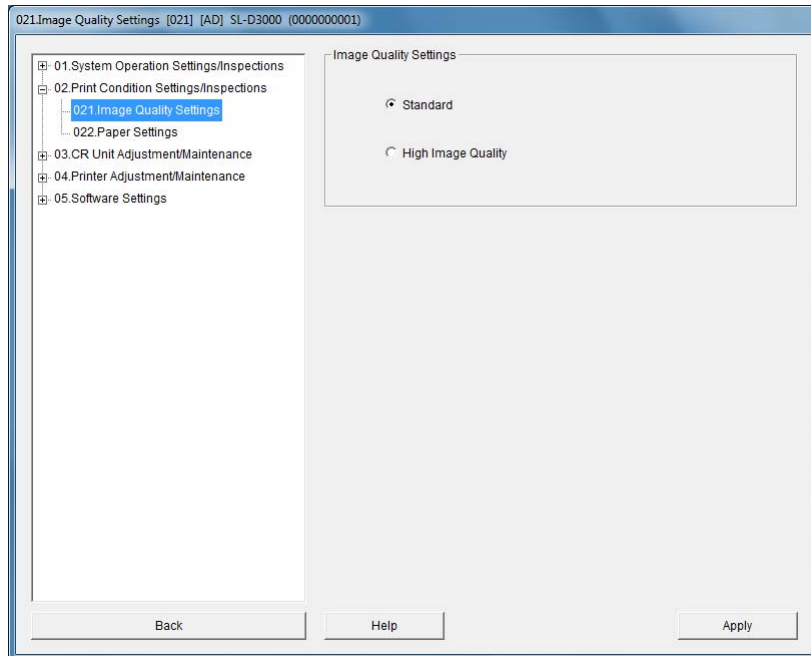 021.Image Quality Settings [021] [AD] SL-D3000 (0000000001)
01.System Operation Settings/Inspections
02.Print Condition Settings/Inspections
021.Image Quality Settings
022.Paper Settings
03.CR Unit Adjustment/Maintenance
04.Printer Adjustment/Maintenance
05.Software Settings
Image Quality Settings
Standard
High Image Quality
Back
Help
Apply